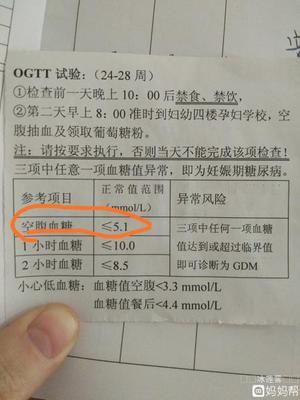 OGTT 试验：（24-28 周）
①检查前一天晚上 10：00 后禁食、禁饮，
②第二天早上 8：00 准时到妇幼四楼孕妇学校，空
腹抽血及领取葡萄糖粉。
注：请按要求执行，否则当天不能完成该项检查！
三项中任意一项血糖值异常，即为妊娠期糖尿病。
参考项目 正常值范围（mmol/L） 异常风险
空腹血糖 ≤5.1 三项中任何一项血糖
1 小时血糖 ≤10.0 值达到或超过临界值
2 小时血糖 ≤8.5 即可诊断为 GDM
小心低血糖：血糖值空腹<3.3 mmol/L
血糖值餐后<4.4 mmol/L
妈妈帮